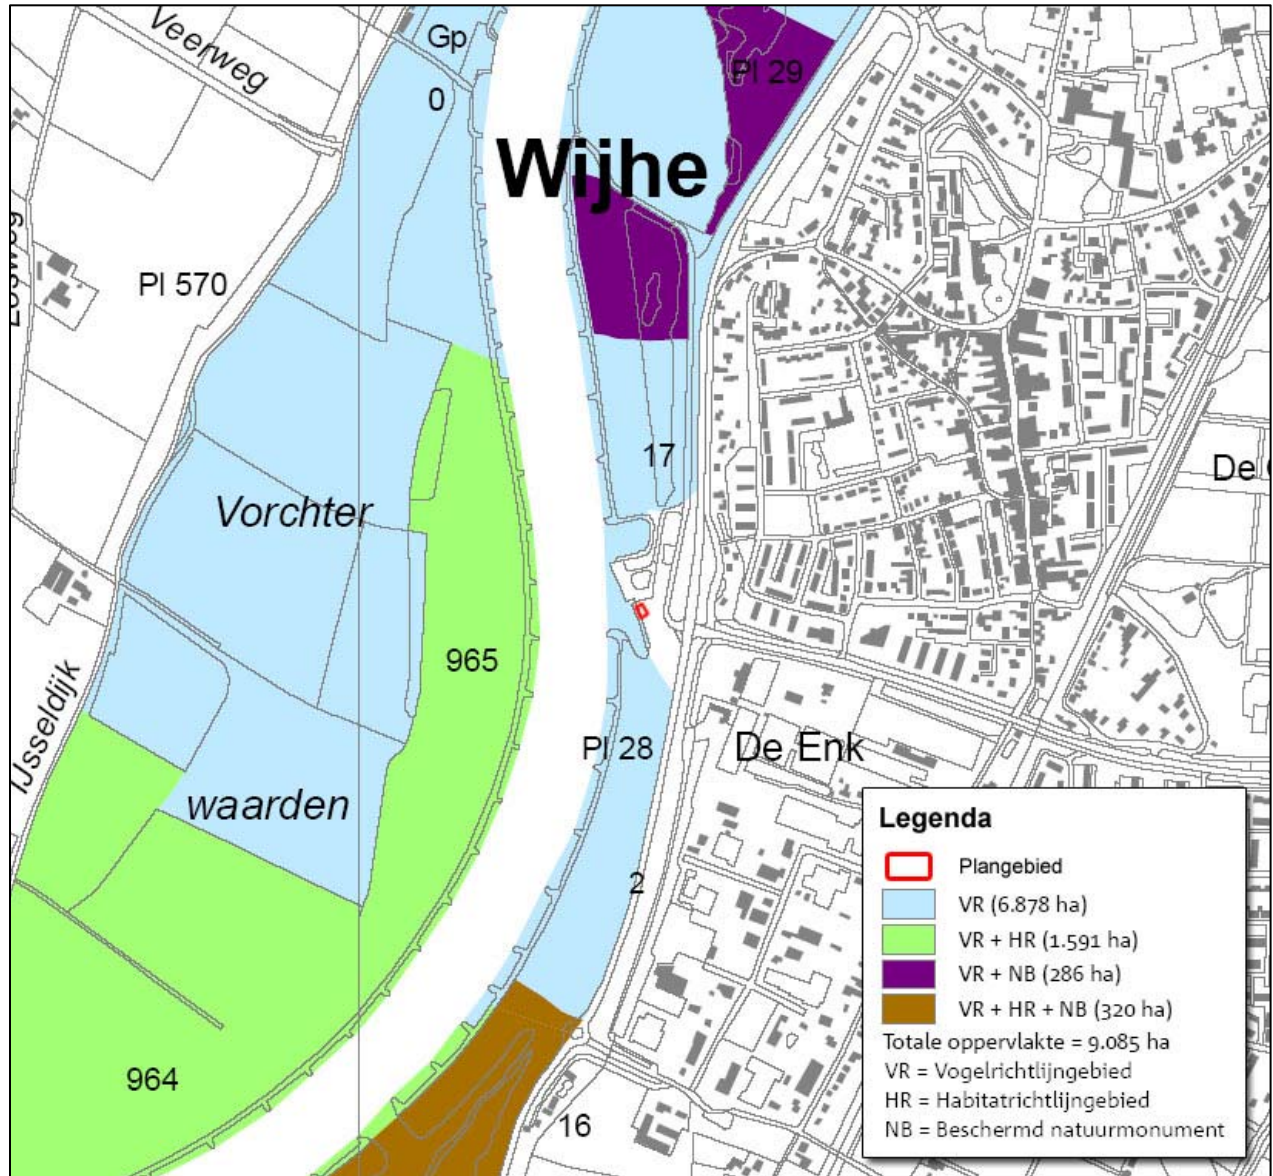 Veerweg
Gp
0
Pl 29
Wijhe
Pl 570
17
De
Vorchter
965
IJsseldijk
Pl 28
De Enk
waarden
2
964
16
Legenda
Plangebied
VR (6.878 ha)
VR + HR (1.591 ha)
VR + NB (286 ha)
VR + HR + NB (320 ha)
Totale oppervlakte = 9.085 ha
VR = Vogelrichtlijngebied
HR = Habitatrichtlijngebied
NB = Beschermd natuurmonument